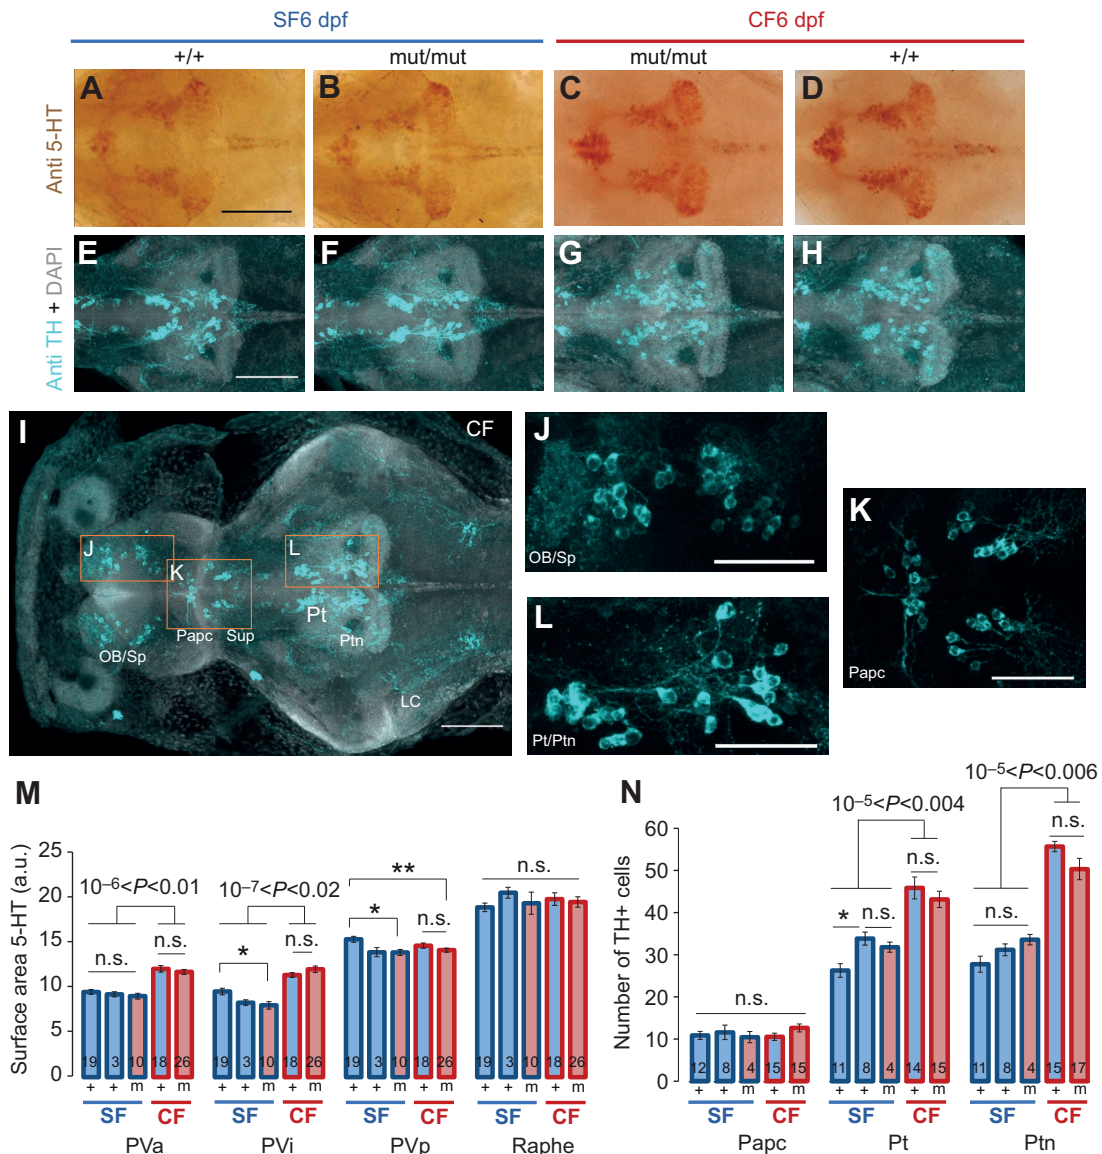 SF6 dpf
CF6 dpf
+/+
mut/mut
mut/mut
+/+
Anti 5-HT
A
B
C
D
Anti TH + DAPI
E
F
G
H
I
CF
J
K
L
Papc
Sup
Pt
Ptn
OB/Sp
LC
J
OB/Sp
K
Papc
L
Pt/Ptn
M
Surface area 5-HT (a.u.)
25
20
15
10
5
0
10⁻⁶<P<0.01
n.s.
n.s.
10⁻⁷<P<0.02
*
n.s.
**
*
n.s.
n.s.
19 3 10 18 26
19 3 10 18 26
19 3 10 18 26
19 3 10 18 26
+ + m + m
+ + m + m
+ + m + m
+ + m + m
SF CF SF CF SF CF SF CF
PVa PVi PVp Raphe
N
Number of TH+ cells
60
50
40
30
20
10
0
n.s.
10⁻⁵<P<0.004
n.s.
* n.s.
10⁻⁵<P<0.006
n.s.
n.s.
12 8 4 15 15
11 8 4 14 15
11 8 4 15 17
+ + m + m
+ + m + m
+ + m + m
SF CF SF CF SF CF
Papc Pt Ptn